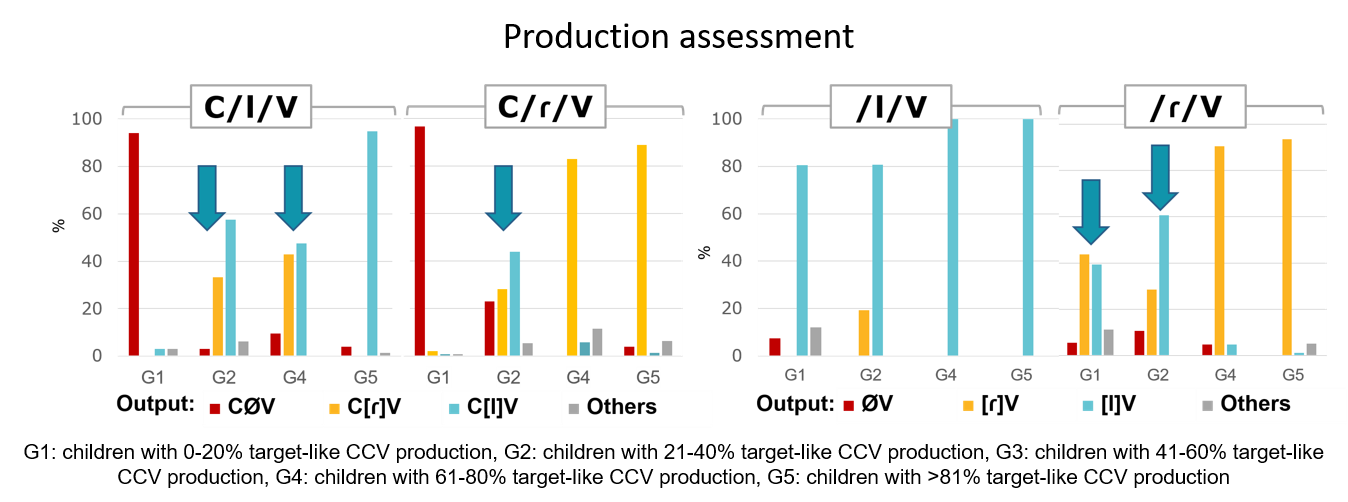 Production assessment
C/l/V
C/ɾ/V
/l/V
/ɾ/V
100
80
60
40
20
0
%
100
80
60
40
20
0
%
G1 G2 G4 G5
G1 G2 G4 G5
G1 G2 G4 G5
G1 G2 G4 G5
Output: CØV C[ɾ]V C[l]V Others
Output: ØV [ɾ]V [l]V Others
G1: children with 0-20% target-like CCV production, G2: children with 21-40% target-like CCV production, G3: children with 41-60% target-like
CCV production, G4: children with 61-80% target-like CCV production, G5: children with >81% target-like CCV production